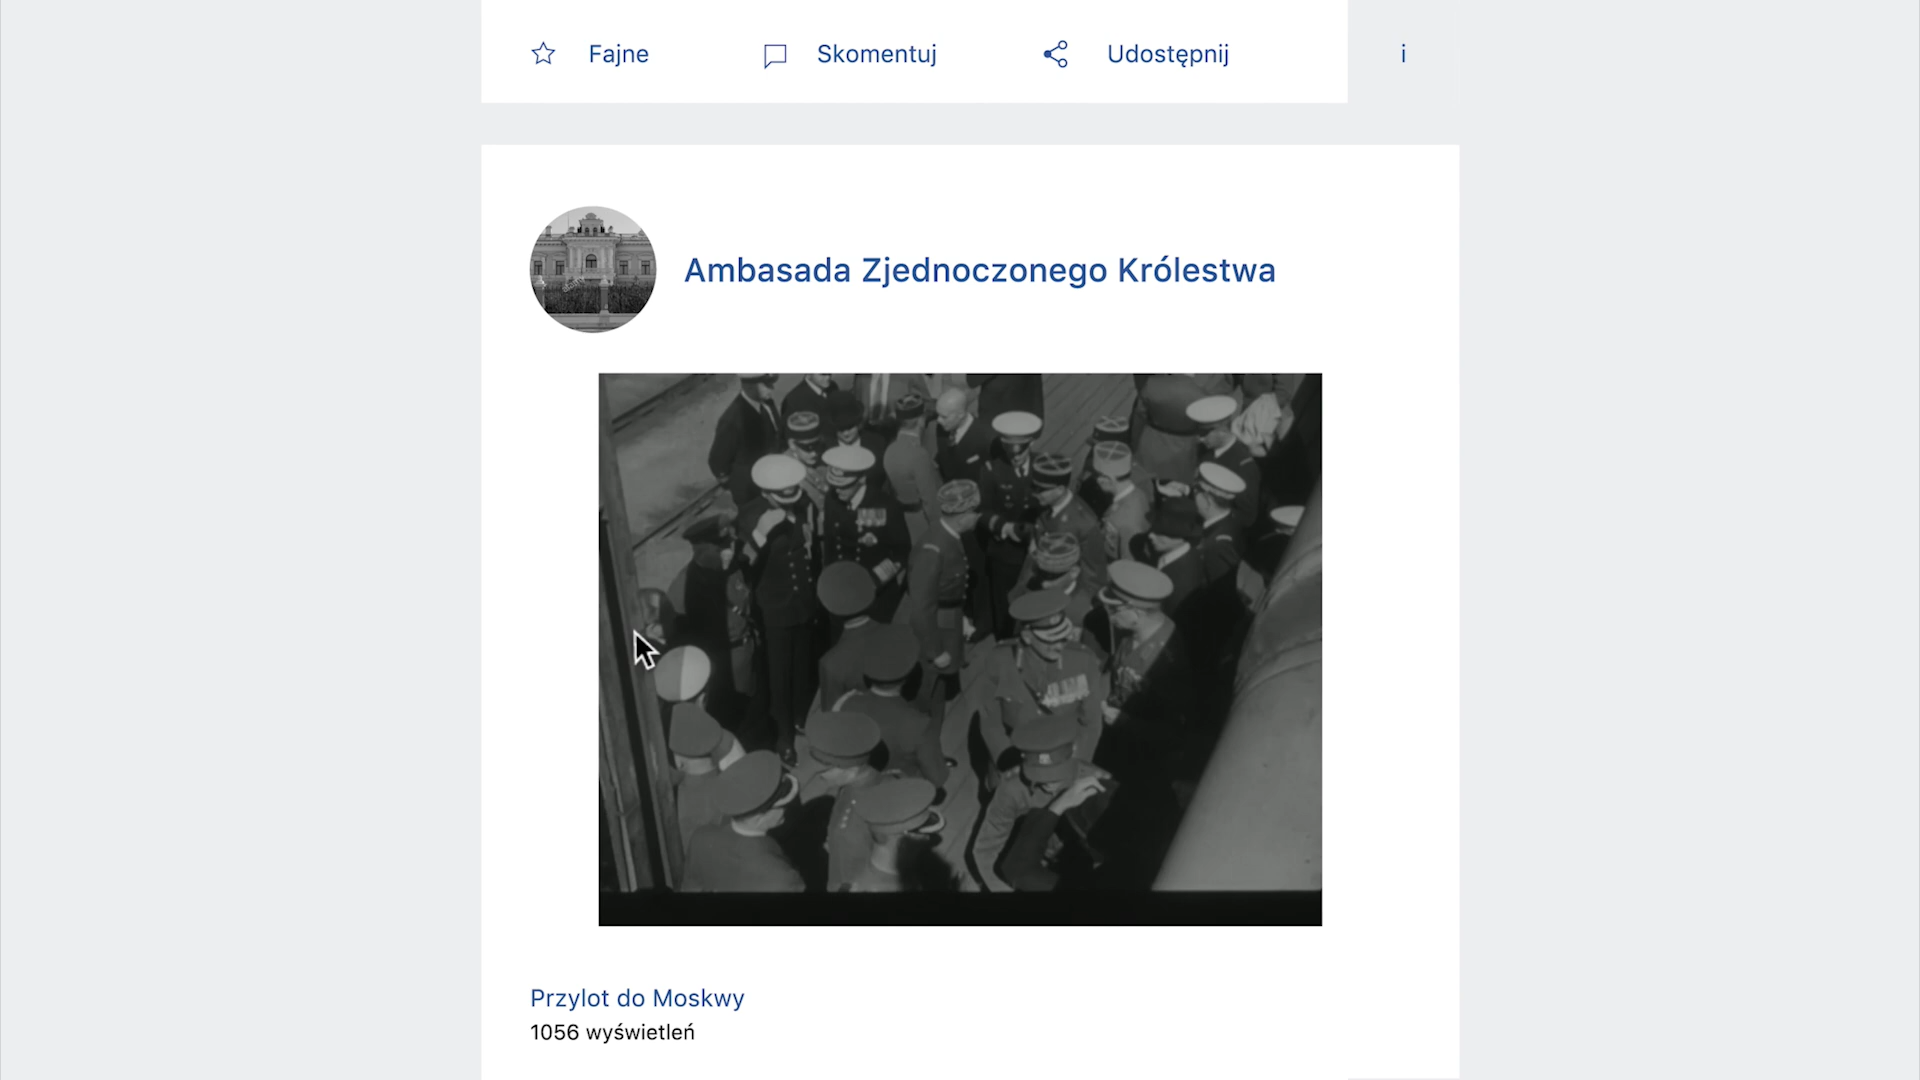 Fajne
Skomentuj
Udostępnij
i
Ambasada Zjednoczonego Królestwa
Przylot do Moskwy
1056 wyświetleń